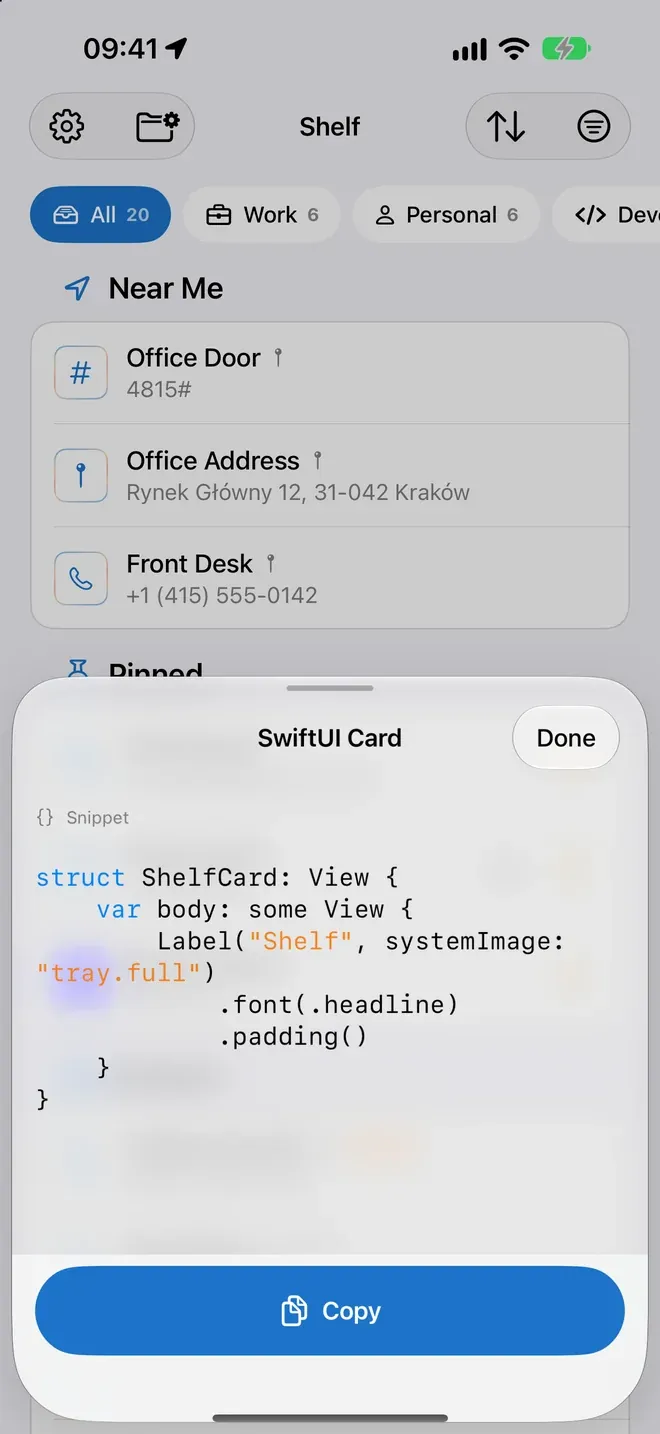 09:41
Shelf
All 20
Work 6
Personal 6
</> Deve
Near Me
# Office Door
4815#
Office Address
Rynek Główny 12, 31-042 Kraków
Front Desk
+1 (415) 555-0142
Pinned
SwiftUI Card
Done
{} Snippet
struct ShelfCard: View {
    var body: some View {
        Label("Shelf", systemImage:
"tray.full")
            .font(.headline)
            .padding()
    }
}
Copy